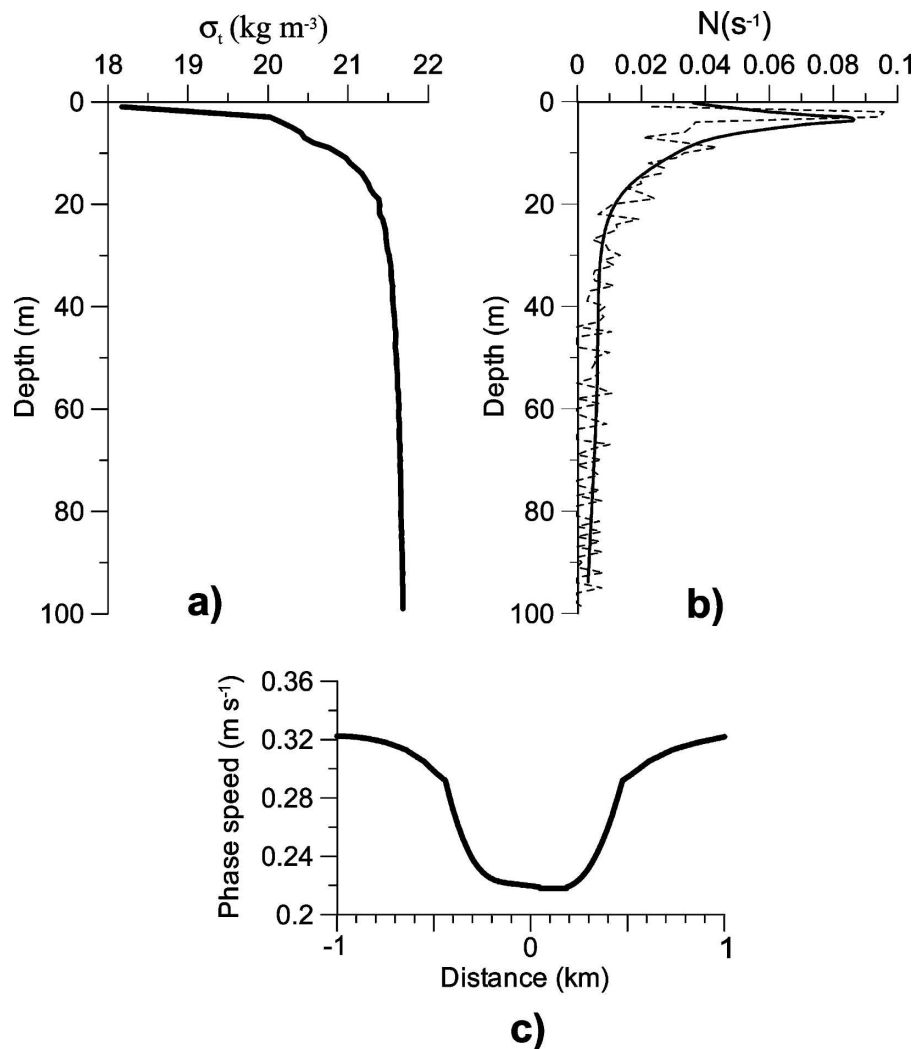 σt (kg m-3)
18 19 20 21 22
0
20
40
60
80
100
Depth (m)
a)
N(s-1)
0 0.02 0.04 0.06 0.08 0.1
0
20
40
60
80
100
Depth (m)
b)
0.36
0.32
0.28
0.24
0.2
Phase speed (m s-1)
-1 0 1
Distance (km)
c)